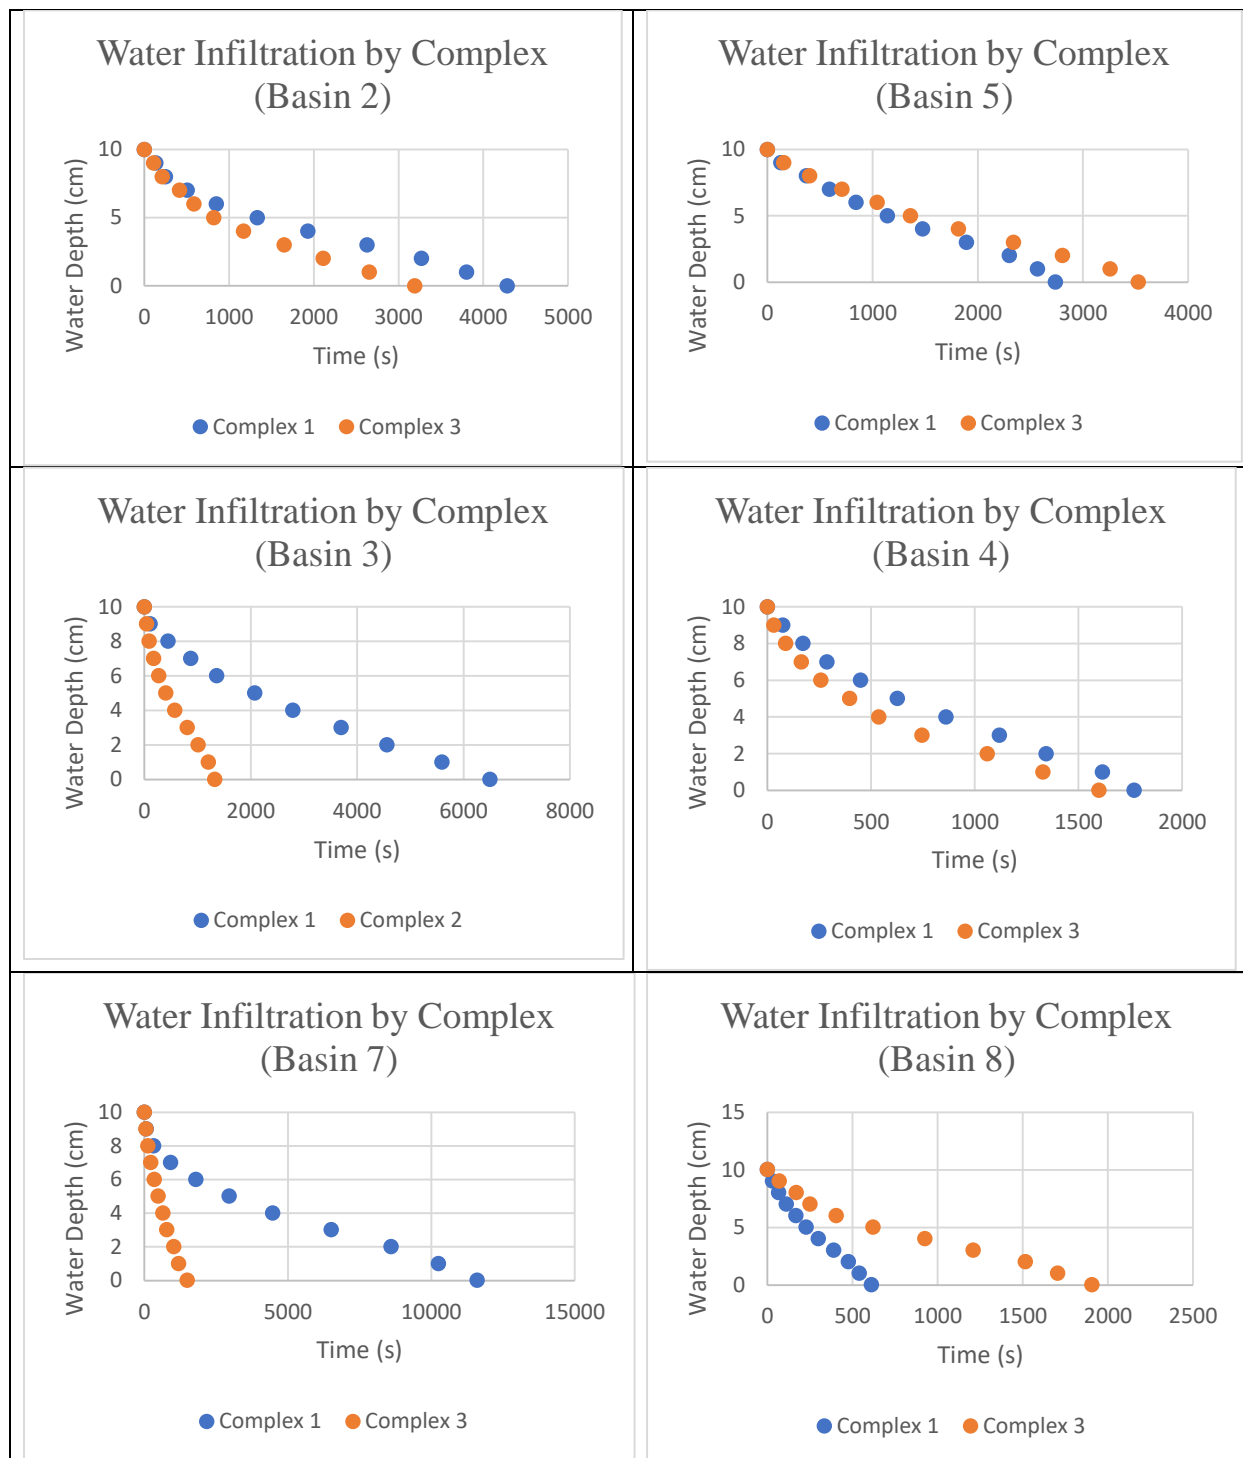 Water Infiltration by Complex
(Basin 2)
10
5
0
0 1000 2000 3000 4000 5000
Water Depth (cm)
Time (s)
Complex 1 Complex 3
Water Infiltration by Complex
(Basin 5)
10
5
0
0 1000 2000 3000 4000
Water Depth (cm)
Time (s)
Complex 1 Complex 3
Water Infiltration by Complex
(Basin 3)
10
8
6
4
2
0
0 2000 4000 6000 8000
Water Depth (cm)
Time (s)
Complex 1 Complex 2
Water Infiltration by Complex
(Basin 4)
10
8
6
4
2
0
0 500 1000 1500 2000
Water Depth (cm)
Time (s)
Complex 1 Complex 3
Water Infiltration by Complex
(Basin 7)
10
8
6
4
2
0
0 5000 10000 15000
Water Depth (cm)
Time (s)
Complex 1 Complex 3
Water Infiltration by Complex
(Basin 8)
15
10
5
0
0 500 1000 1500 2000 2500
Water Depth (cm)
Time (s)
Complex 1 Complex 3